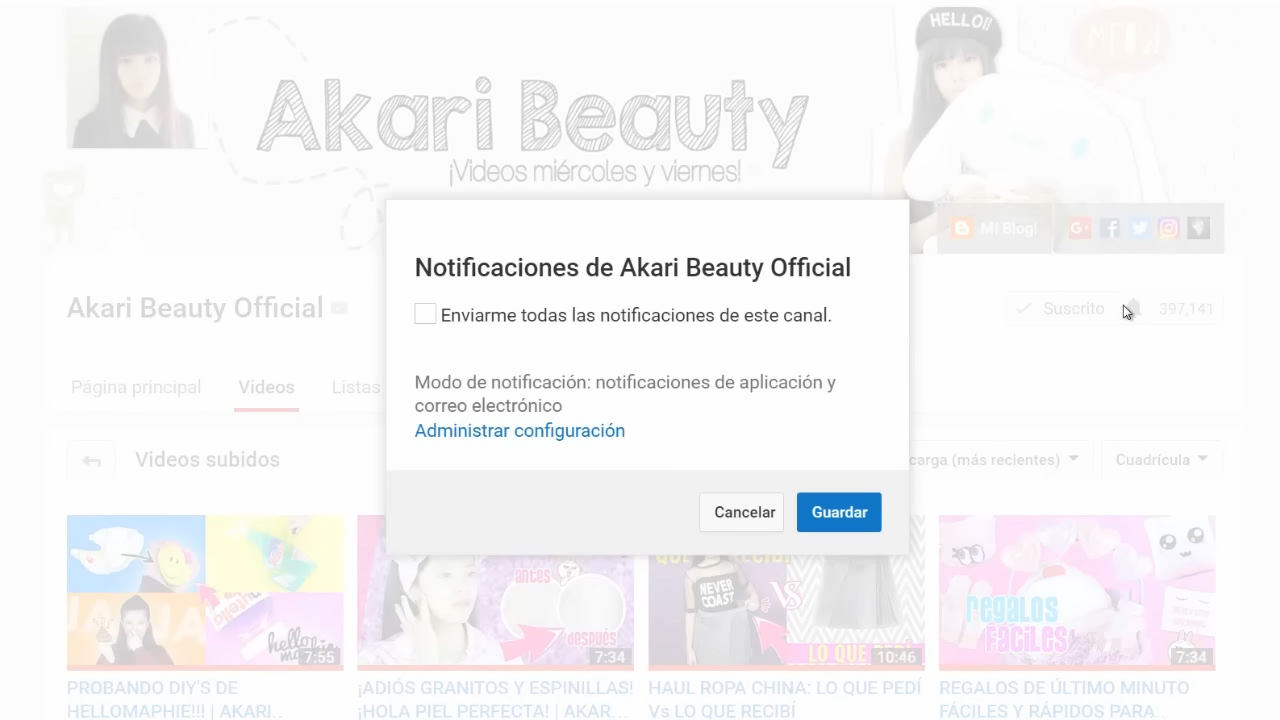 HELLO!!
Akari Beauty
¡Videos miércoles y viernes!
Mi Blog!
Notificaciones de Akari Beauty Official
Enviarme todas las notificaciones de este canal.
Akari Beauty Official
Suscrito
397,141
Modo de notificación: notificaciones de aplicación y
correo electrónico
Administrar configuración
Página principal
Videos
Listas
Videos subidos
carga (más recientes)
Cuadrícula
Cancelar
Guardar
7:55
antes
después
7:34
NEVER
COAST
VS
LO QUE
10:46
regalos
fáciles
7:34
PROBANDO DIY'S DE
HELLOMAPHIE!!! | AKARI..
¡ADIÓS GRANITOS Y ESPINILLAS!
¡HOLA PIEL PERFECTA! | AKAR...
HAUL ROPA CHINA: LO QUE PEDÍ
Vs LO QUE RECIBÍ
REGALOS DE ÚLTIMO MINUTO
FÁCILES Y RÁPIDOS PARA..